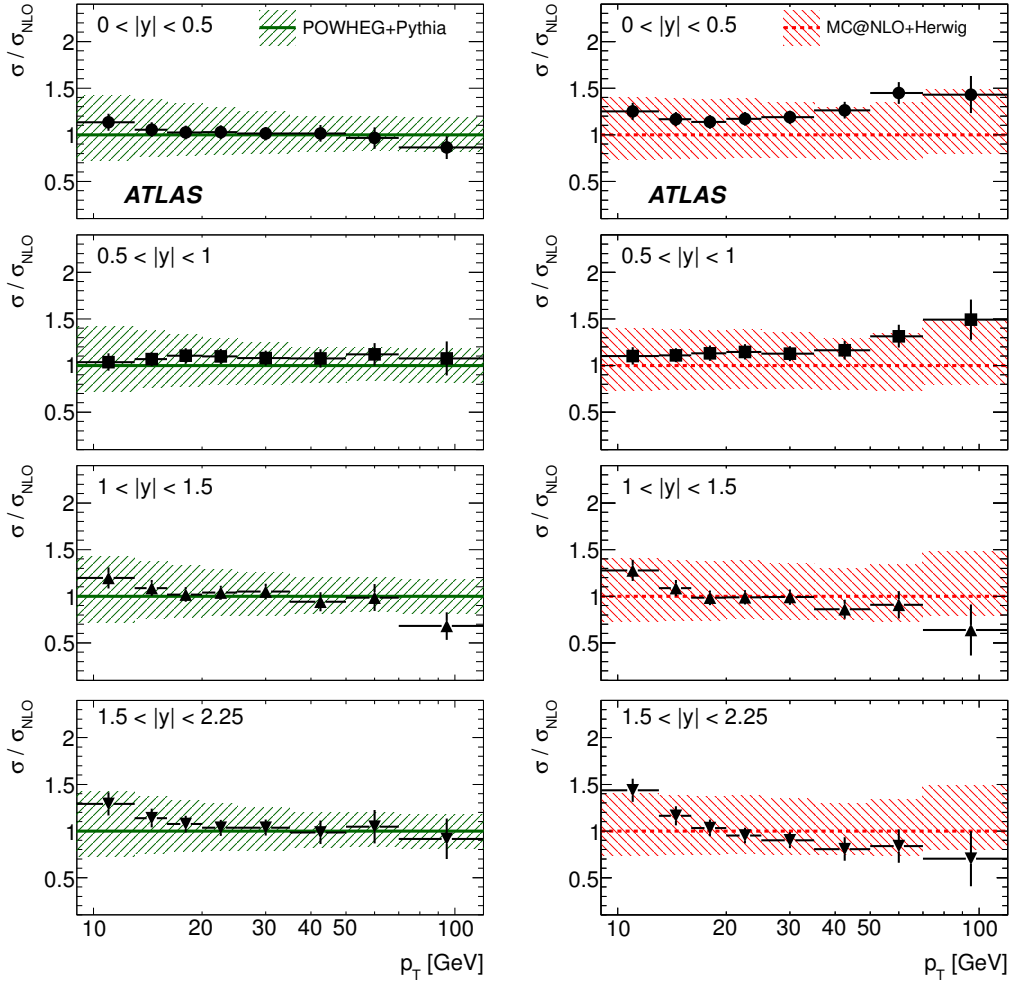 0 < |y| < 0.5
POWHEG+Pythia
σ / σNLO
2
1.5
1
0.5
ATLAS
0 < |y| < 0.5
MC@NLO+Herwig
σ / σNLO
2
1.5
1
0.5
ATLAS
0.5 < |y| < 1
σ / σNLO
2
1.5
1
0.5
0.5 < |y| < 1
σ / σNLO
2
1.5
1
0.5
1 < |y| < 1.5
σ / σNLO
2
1.5
1
0.5
1 < |y| < 1.5
σ / σNLO
2
1.5
1
0.5
1.5 < |y| < 2.25
σ / σNLO
2
1.5
1
0.5
10 20 30 40 50 100
pT [GeV]
1.5 < |y| < 2.25
σ / σNLO
2
1.5
1
0.5
10 20 30 40 50 100
pT [GeV]